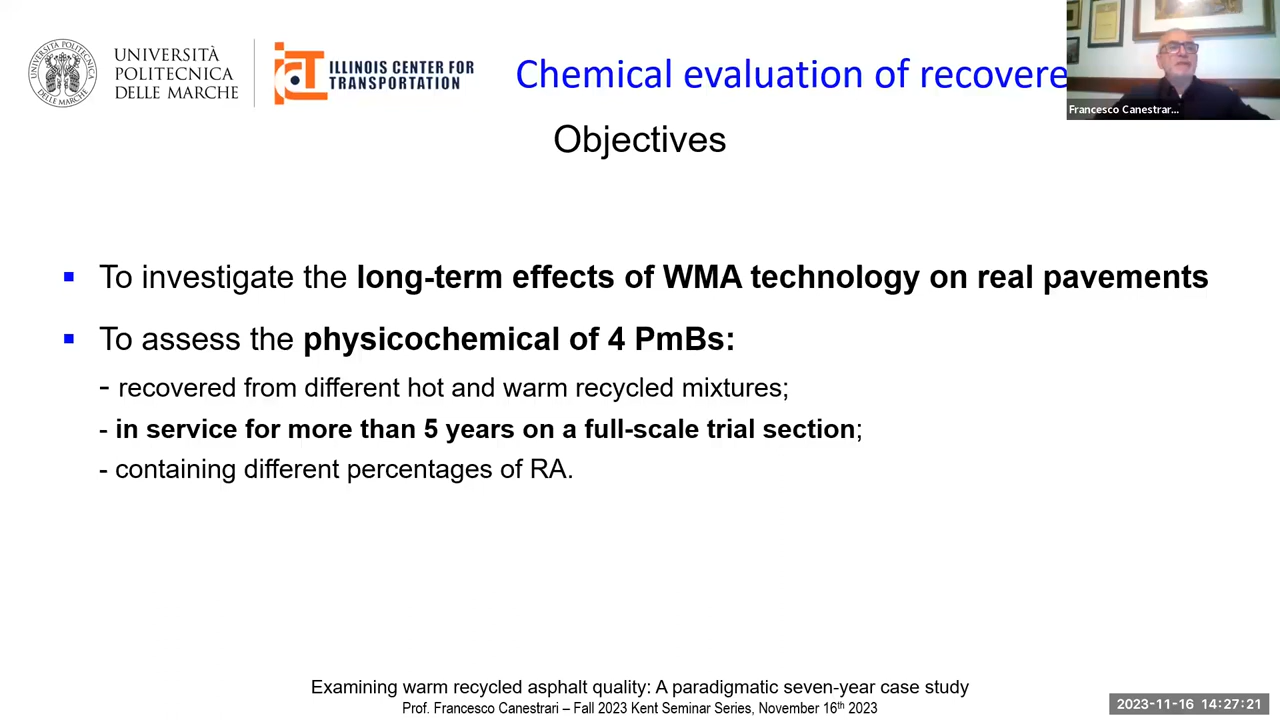 UNIVERSITÀ
POLITECNICA
DELLE MARCHE
ILLINOIS CENTER FOR
TRANSPORTATION
Chemical evaluation of recovere
Francesco Canestrar...
Objectives
▪ To investigate the long-term effects of WMA technology on real pavements
▪ To assess the physicochemical of 4 PmBs:
- recovered from different hot and warm recycled mixtures;
- in service for more than 5 years on a full-scale trial section;
- containing different percentages of RA.
Examining warm recycled asphalt quality: A paradigmatic seven-year case study
Prof. Francesco Canestrari – Fall 2023 Kent Seminar Series, November 16th 2023
2023-11-16 14:27:21